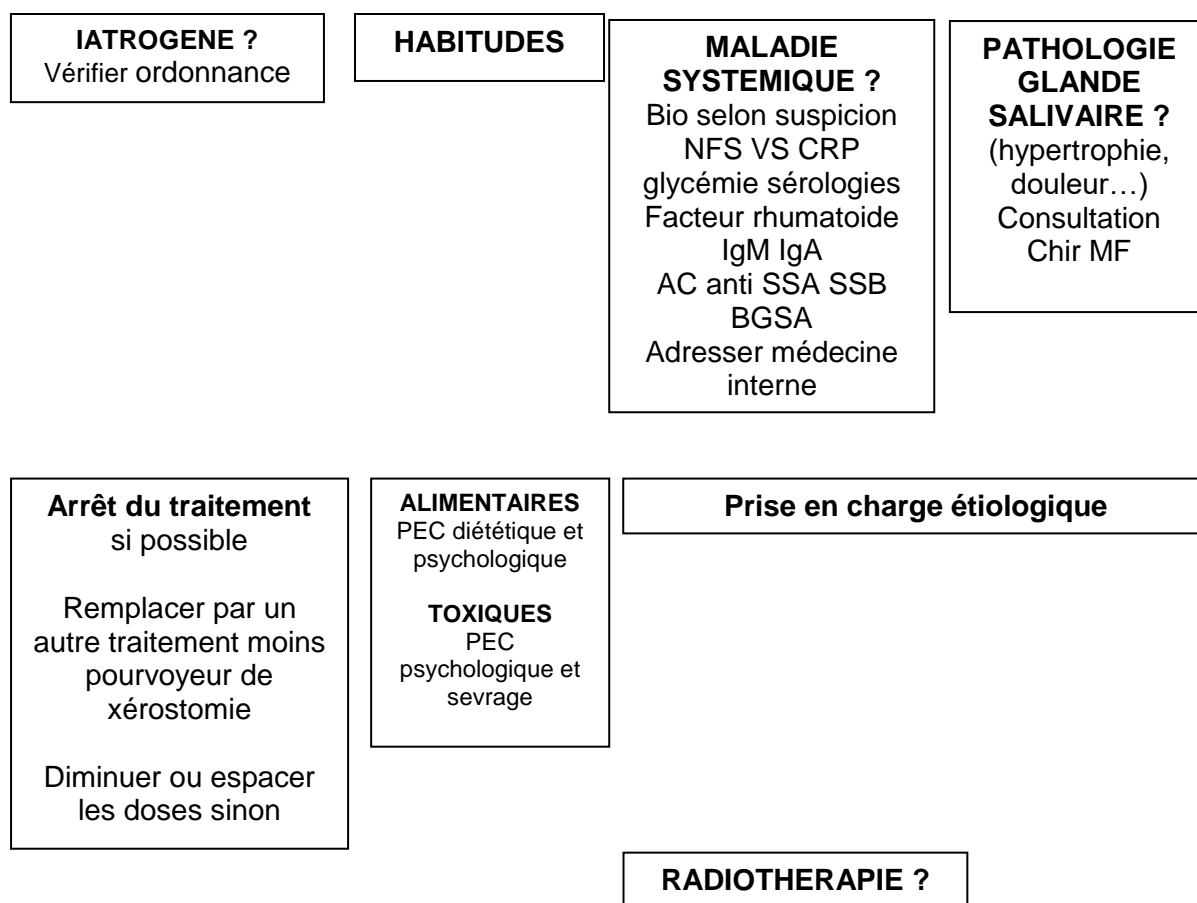 IATROGENE ?
Vérifier ordonnance
HABITUDES
MALADIE
SYSTEMIQUE ?
Bio selon suspicion
NFS VS CRP
glycémie sérologies
Facteur rhumatoide
IgM IgA
AC anti SSA SSB
BGSA
Adresser médecine
interne
PATHOLOGIE
GLANDE
SALIVAIRE ?
(hypertrophie,
douleur…)
Consultation
Chir MF
Arrêt du traitement
si possible
Remplacer par un
autre traitement moins
pourvoyeur de
xérostomie
Diminuer ou espacer
les doses sinon
ALIMENTAIRES
PEC diététique et
psychologique
TOXIQUES
PEC
psychologique et
sevrage
Prise en charge étiologique
RADIOTHERAPIE ?